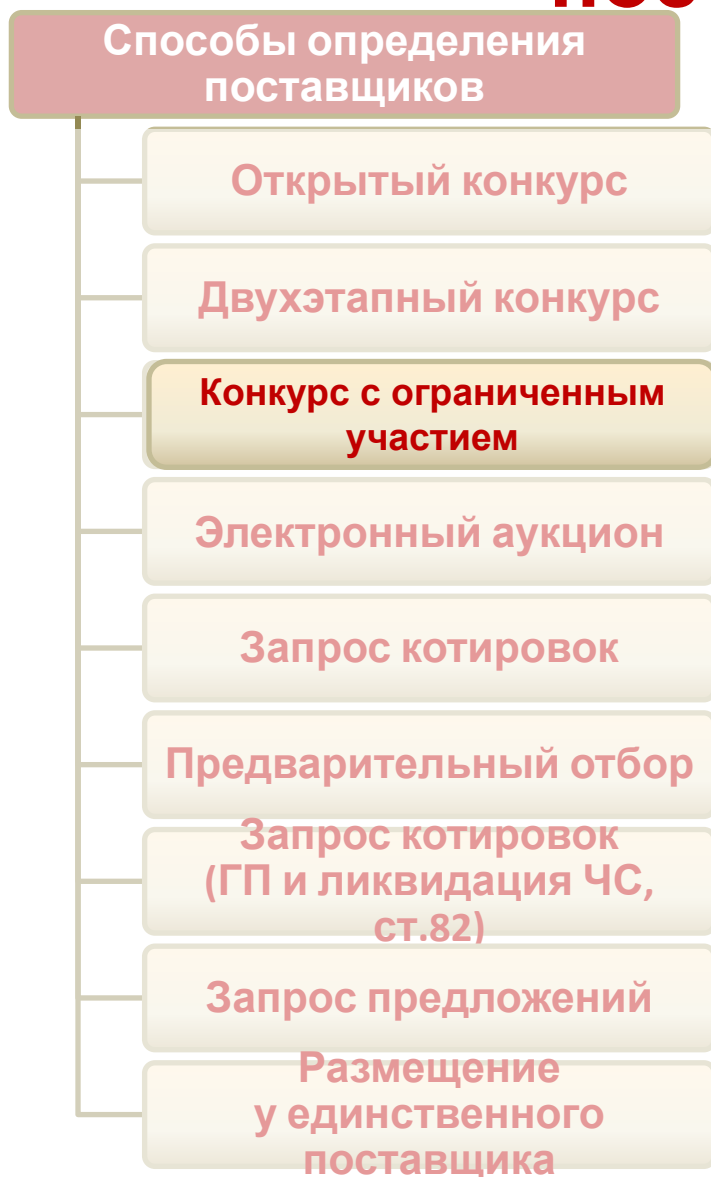 Способы определения
поставщиков
Открытый конкурс
Двухэтапный конкурс
Конкурс с ограниченным
участием
Электронный аукцион
Запрос котировок
Предварительный отбор
Запрос котировок
(ГП и ликвидация ЧС,
ст.82)
Запрос предложений
Размещение
у единственного
поставщика